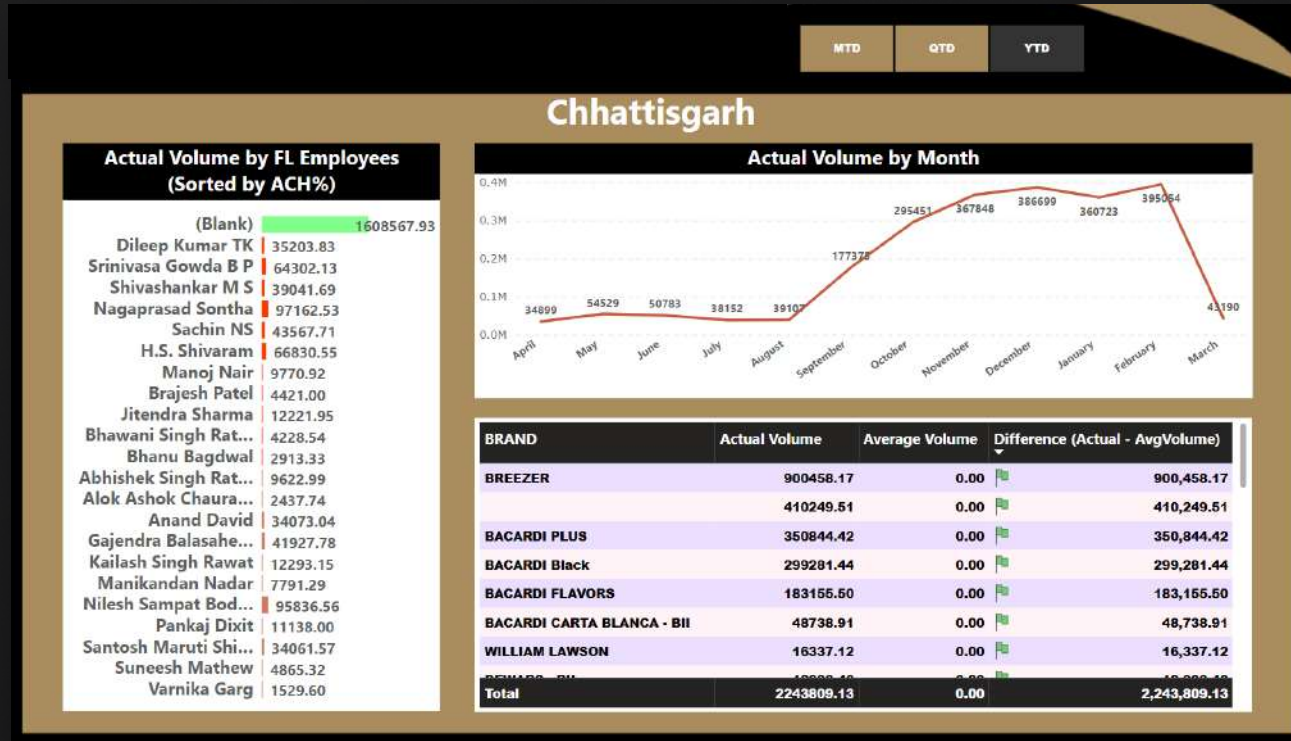 MTD QTD YTD
Chhattisgarh
Actual Volume by FL Employees
(Sorted by ACH%)
(Blank) 1608567.93
Dileep Kumar TK 35203.83
Srinivasa Gowda B P 64302.13
Shivashankar M S 39041.69
Nagaprasad Sontha 97162.53
Sachin NS 43567.71
H.S. Shivaram 66830.55
Manoj Nair 9770.92
Brajesh Patel 4421.00
Jitendra Sharma 12221.95
Bhawani Singh Rat... 4228.54
Bhanu Bagdwal 2913.33
Abhishek Singh Rat... 9622.99
Alok Ashok Chaura... 2437.74
Anand David 34073.04
Gajendra Balasahe... 41927.78
Kailash Singh Rawat 12293.15
Manikandan Nadar 7791.29
Nilesh Sampat Bod... 95836.56
Pankaj Dixit 11138.00
Santosh Maruti Shi... 34061.57
Suneesh Mathew 4865.32
Varnika Garg 1529.60
Actual Volume by Month
0.4M
0.3M
0.2M
0.1M
0.0M
34899 54529 50783 38152 39107 177375 295451 367848 386699 360723 395054 43190
April May June July August September October November December January February March
BRAND Actual Volume Average Volume Difference (Actual - AvgVolume)
BREEZER 900458.17 0.00 900,458.17
410249.51 0.00 410,249.51
BACARDI PLUS 350844.42 0.00 350,844.42
BACARDI Black 299281.44 0.00 299,281.44
BACARDI FLAVORS 183155.50 0.00 183,155.50
BACARDI CARTA BLANCA - BII 48738.91 0.00 48,738.91
WILLIAM LAWSON 16337.12 0.00 16,337.12
Total 2243809.13 0.00 2,243,809.13